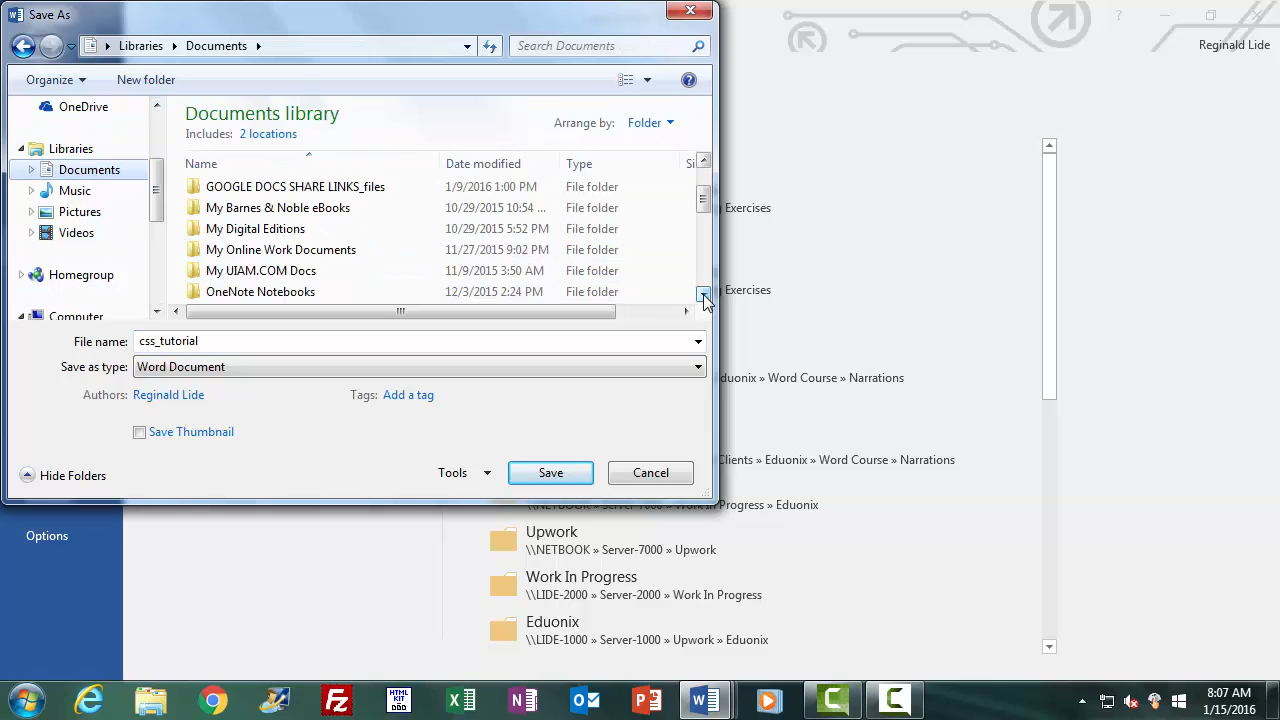 Save As
Libraries Documents
Search Documents
Reginald Lide
Organize New folder
OneDrive
Libraries
Documents
Music
Pictures
Videos
Homegroup
Computer
Documents library
Includes: 2 locations
Arrange by: Folder
Name Date modified Type Si
GOOGLE DOCS SHARE LINKS_files 1/9/2016 1:00 PM File folder
My Barnes & Noble eBooks 10/29/2015 10:54 ... File folder
My Digital Editions 10/29/2015 5:52 PM File folder
My Online Work Documents 11/27/2015 9:02 PM File folder
My UIAM.COM Docs 11/9/2015 3:50 AM File folder
OneNote Notebooks 12/3/2015 2:24 PM File folder
File name: css_tutorial
Save as type: Word Document
Authors: Reginald Lide Tags: Add a tag
Save Thumbnail
Hide Folders
Tools Save Cancel
Exercises
Exercises
» Word Course » Narrations
Clients » Eduonix » Word Course » Narrations
» Eduonix
Upwork
\\NETBOOK » Server-7000 » Upwork
Work In Progress
\\LIDE-2000 » Server-2000 » Work In Progress
Eduonix
\\LIDE-1000 » Server-1000 » Upwork » Eduonix
Options
HTML
KIT
8:07 AM
1/15/2016